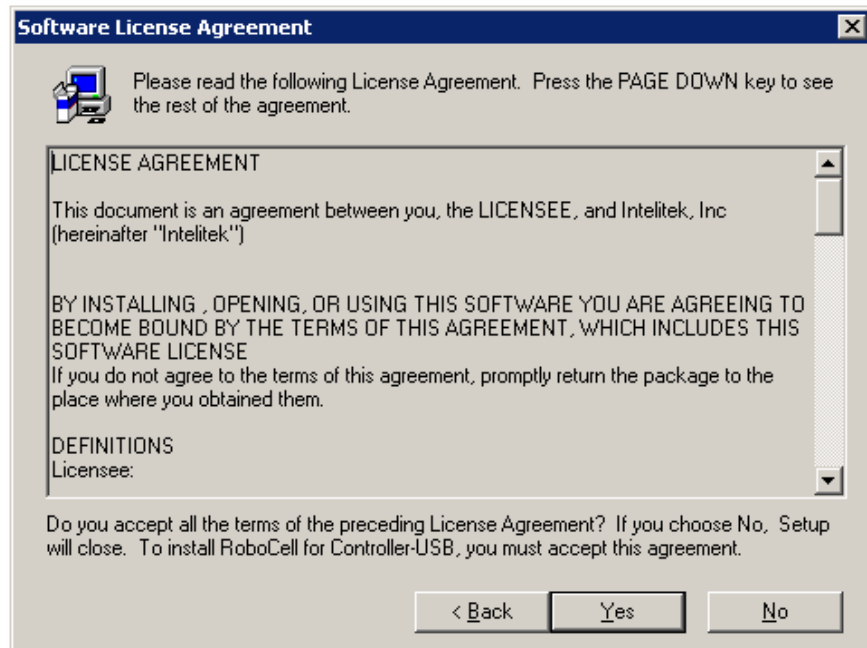 Software License Agreement
Please read the following License Agreement. Press the PAGE DOWN key to see
the rest of the agreement.
LICENSE AGREEMENT
This document is an agreement between you, the LICENSEE, and Intelitek, Inc
(hereinafter "Intelitek")
BY INSTALLING , OPENING, OR USING THIS SOFTWARE YOU ARE AGREEING TO
BECOME BOUND BY THE TERMS OF THIS AGREEMENT, WHICH INCLUDES THIS
SOFTWARE LICENSE
If you do not agree to the terms of this agreement, promptly return the package to the
place where you obtained them.
DEFINITIONS
Licensee:
Do you accept all the terms of the preceding License Agreement? If you choose No, Setup
will close. To install RoboCell for Controller-USB, you must accept this agreement.
< Back Yes No